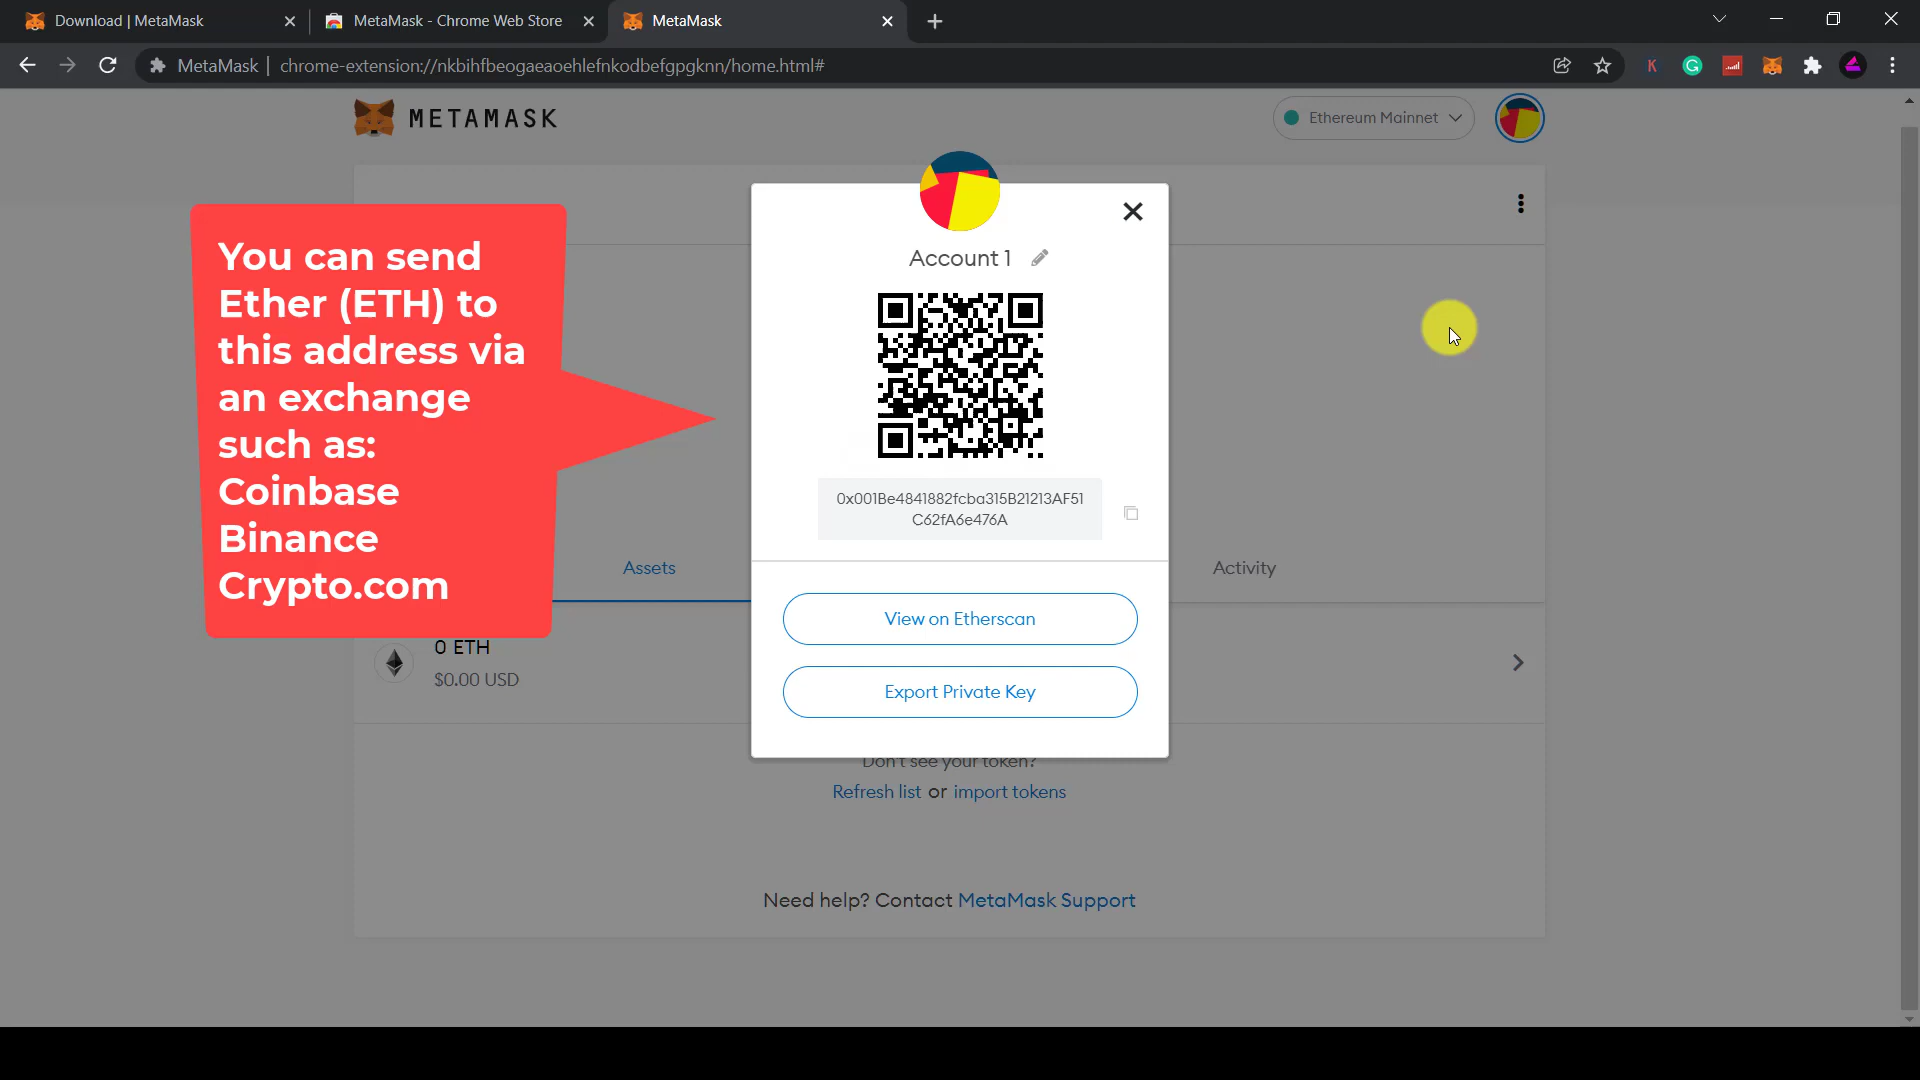 Download | MetaMask
MetaMask - Chrome Web Store
MetaMask
MetaMask | chrome-extension://nkbihfbeogaeaoehlefnkodbefgpgknn/home.html#
METAMASK
Ethereum Mainnet
You can send
Ether (ETH) to
this address via
an exchange
such as:
Coinbase
Binance
Crypto.com
Account 1
0x001Be4841882fcba315B21213AF51
C62fA6e476A
Assets
Activity
View on Etherscan
0 ETH
$0.00 USD
Export Private Key
Don't see your token?
Refresh list or import tokens
Need help? Contact MetaMask Support